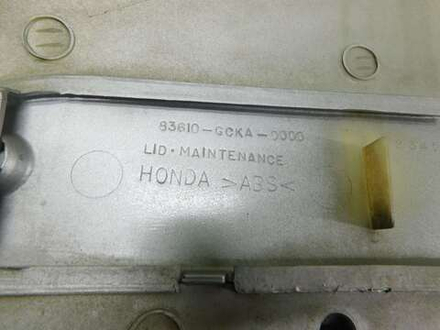 83610-GCKA-0000
LID·MAINTENANCE
HONDA >ABS<